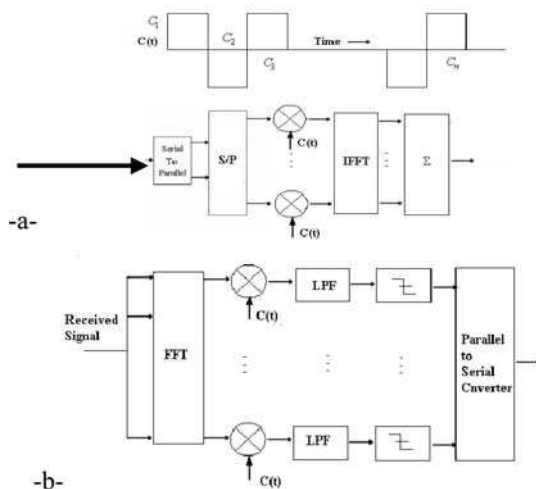 C₁
C(t)
C₂
C₃
Time
Cₙ
Serial
To
Parallel
S/P
C(t)
C(t)
IFFT
Σ
-a-
Received
Signal
FFT
C(t)
C(t)
LPF
LPF
Parallel
to
Serial
Cnverter
-b-